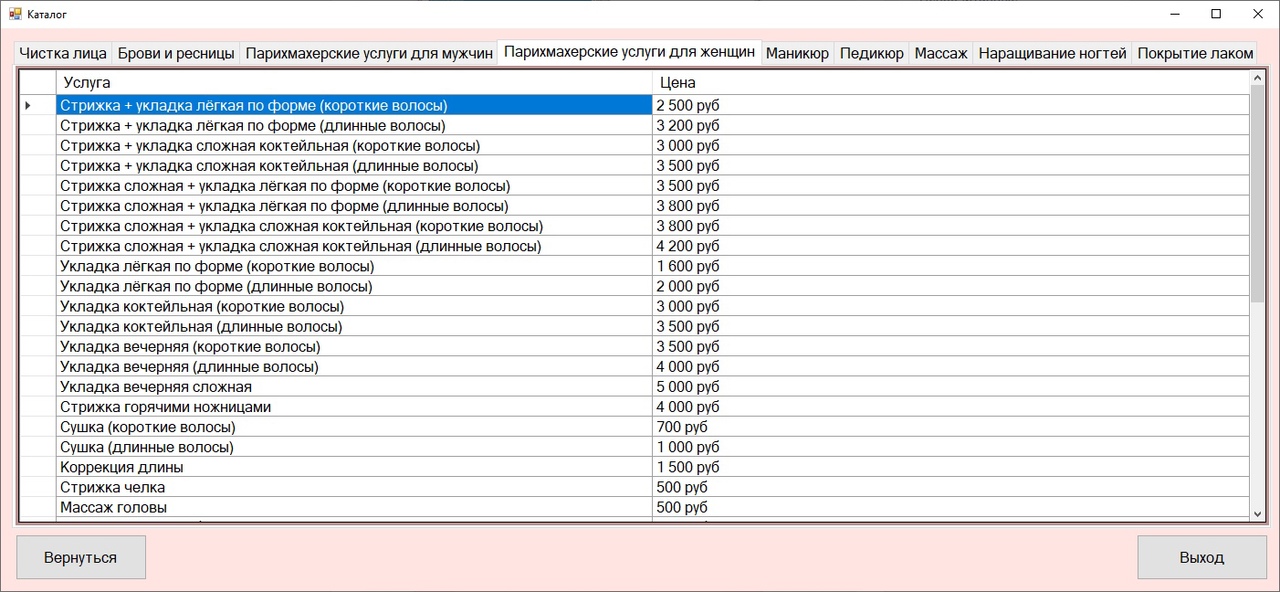 Каталог
Чистка лица Брови и ресницы Парихмахерские услуги для мужчин Парихмахерские услуги для женщин Маникюр Педикюр Массаж Наращивание ногтей Покрытие лаком
Услуга Цена
Стрижка + укладка лёгкая по форме (короткие волосы) 2 500 руб
Стрижка + укладка лёгкая по форме (длинные волосы) 3 200 руб
Стрижка + укладка сложная коктейльная (короткие волосы) 3 000 руб
Стрижка + укладка сложная коктейльная (длинные волосы) 3 500 руб
Стрижка сложная + укладка лёгкая по форме (короткие волосы) 3 500 руб
Стрижка сложная + укладка лёгкая по форме (длинные волосы) 3 800 руб
Стрижка сложная + укладка сложная коктейльная (короткие волосы) 3 800 руб
Стрижка сложная + укладка сложная коктейльная (длинные волосы) 4 200 руб
Укладка лёгкая по форме (короткие волосы) 1 600 руб
Укладка лёгкая по форме (длинные волосы) 2 000 руб
Укладка коктейльная (короткие волосы) 3 000 руб
Укладка коктейльная (длинные волосы) 3 500 руб
Укладка вечерняя (короткие волосы) 3 500 руб
Укладка вечерняя (длинные волосы) 4 000 руб
Укладка вечерняя сложная 5 000 руб
Стрижка горячими ножницами 4 000 руб
Сушка (короткие волосы) 700 руб
Сушка (длинные волосы) 1 000 руб
Коррекция длины 1 500 руб
Стрижка челка 500 руб
Массаж головы 500 руб
Вернуться Выход